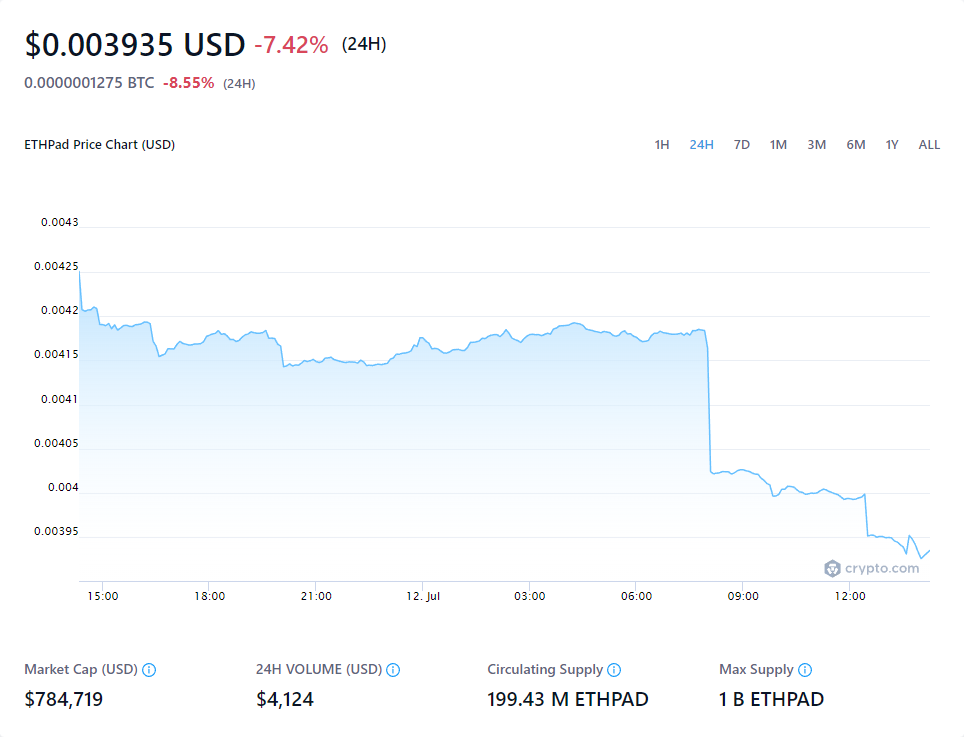 $0.003935 USD -7.42% (24H)
0.0000001275 BTC -8.55% (24H)
ETHPad Price Chart (USD)
1H 24H 7D 1M 3M 6M 1Y ALL
0.0043
0.00425
0.0042
0.00415
0.0041
0.00405
0.004
0.00395
crypto.com
15:00 18:00 21:00 12. Jul 03:00 06:00 09:00 12:00
Market Cap (USD) 24H VOLUME (USD) Circulating Supply Max Supply
$784,719 $4,124 199.43 M ETHPAD 1 B ETHPAD